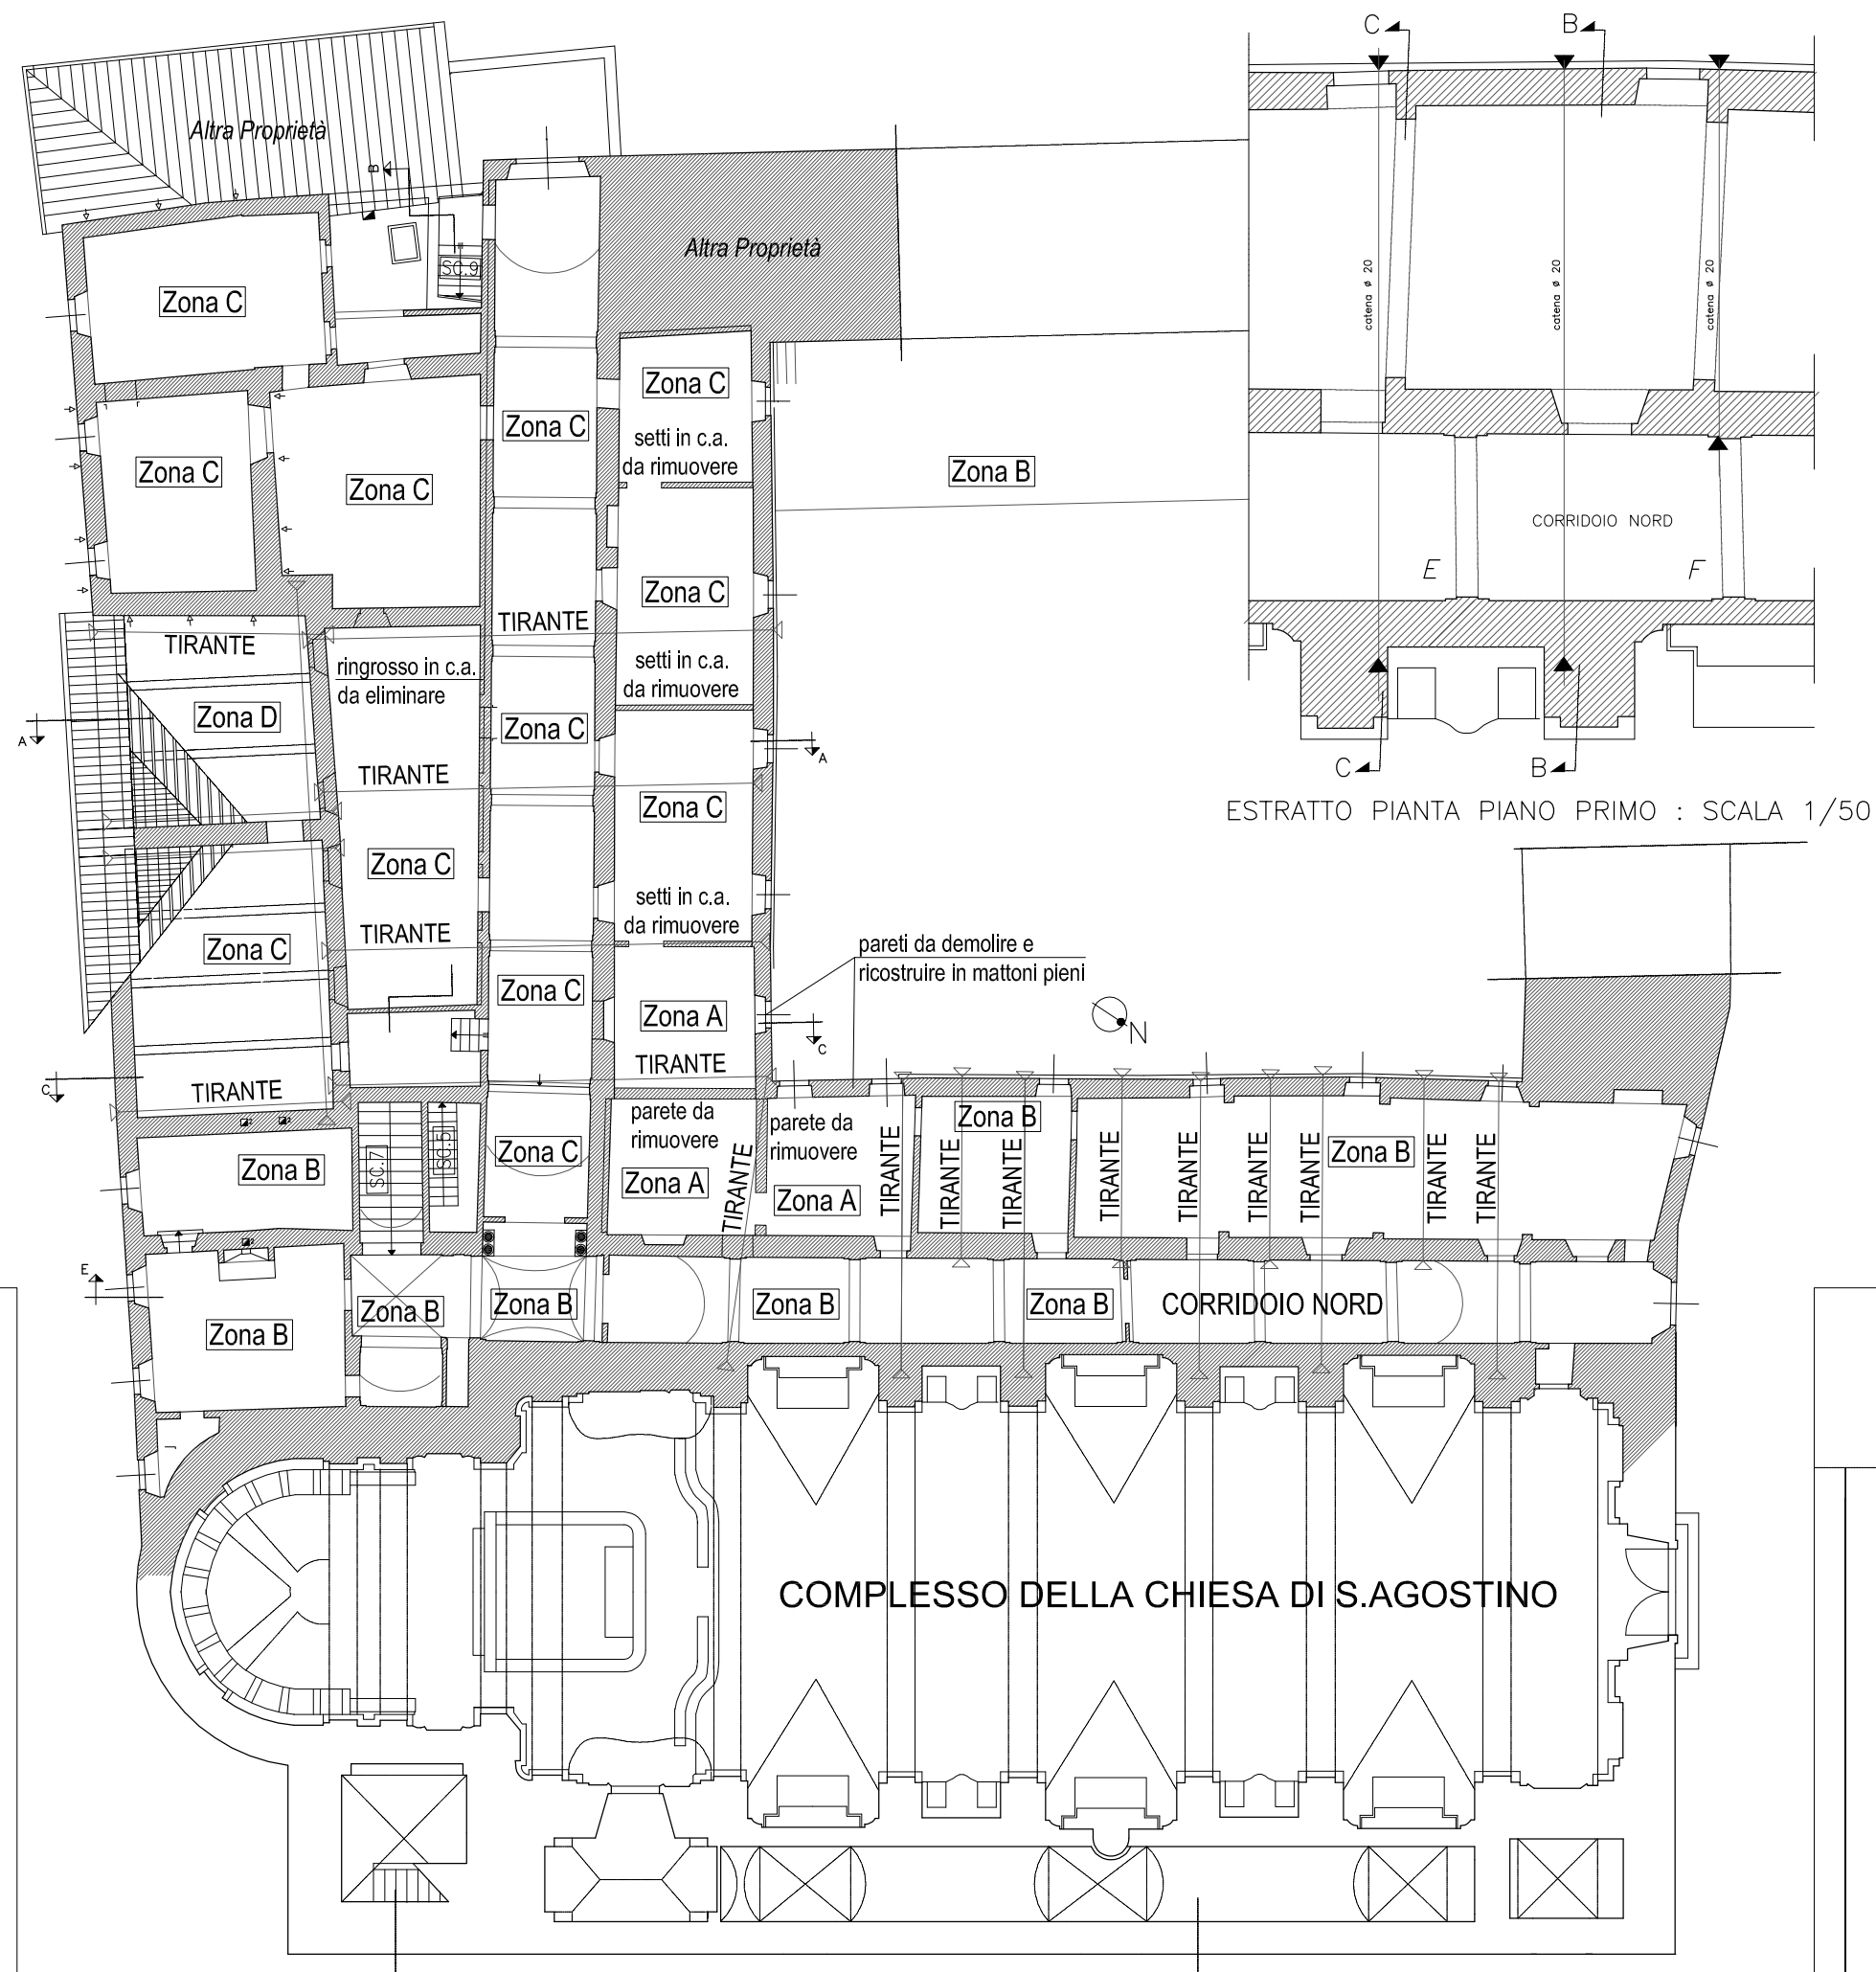 C
B
Altra Proprietà
B
Altra Proprietà
SC.9
Zona C
catena ø 20
catena ø 20
catena ø 20
Zona C
Zona C
setti in c.a.
da rimuovere
Zona C
Zona C
Zona B
CORRIDOIO NORD
E
F
Zona C
TIRANTE
TIRANTE
ringrosso in c.a.
da eliminare
setti in c.a.
da rimuovere
Zona D
Zona C
A
A
C
B
TIRANTE
Zona C
ESTRATTO PIANTA PIANO PRIMO : SCALA 1/50
Zona C
setti in c.a.
da rimuovere
TIRANTE
Zona C
pareti da demolire e
ricostruire in mattoni pieni
Zona C
Zona A
N
C
TIRANTE
TIRANTE
C
parete da
rimuovere
parete da
rimuovere
Zona B
SC.7
SC.5
Zona C
Zona B
Zona A
Zona A
Zona B
TIRANTE
TIRANTE
TIRANTE
TIRANTE
TIRANTE
TIRANTE
TIRANTE
TIRANTE
TIRANTE
TIRANTE
E
Zona B
Zona B
Zona B
Zona B
Zona B
CORRIDOIO NORD
COMPLESSO DELLA CHIESA DI S.AGOSTINO